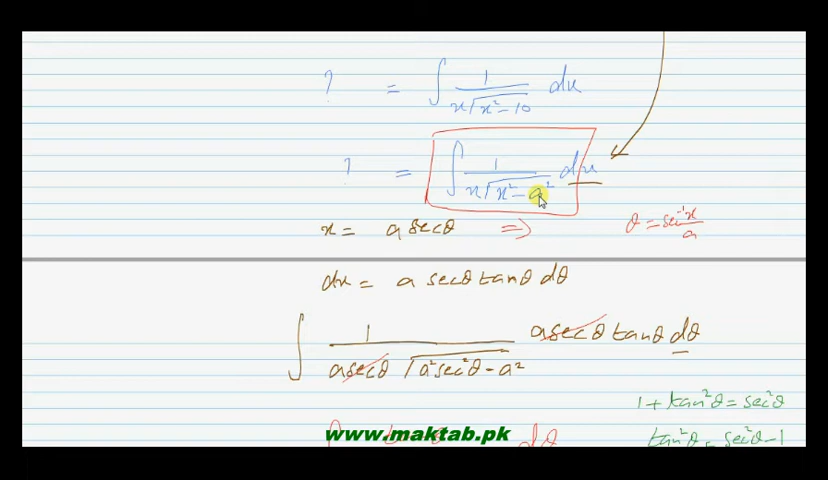 ? = ∫ 1/(x√(x²-10)) dx
? = ∫ 1/(x√(x²-a²)) dx
x = a secθ ⇒ θ = sec⁻¹ x/a
dx = a secθ tanθ dθ
∫ 1/(a secθ √(a²sec²θ - a²)) a secθ tanθ dθ
1 + tan²θ = sec²θ
tan²θ = sec²θ - 1
www.maktab.pk
dθ